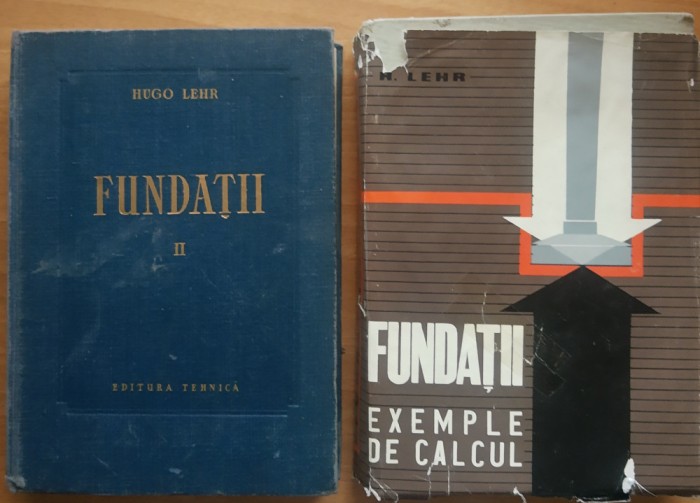 HUGO LEHR
FUNDAȚII
II
EDITURA TEHNICĂ
H. LEHR
FUNDAȚII
EXEMPLE
DE CALCUL